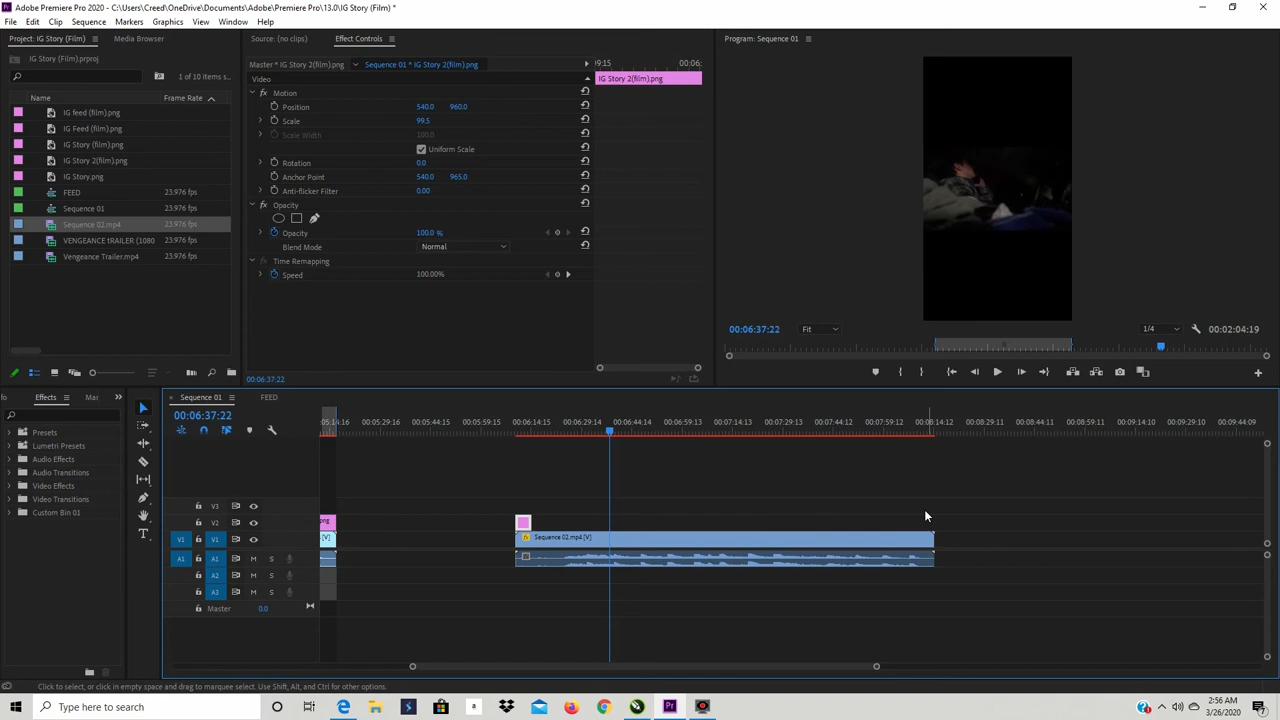 Adobe Premiere Pro 2020 - C:\Users\Creed\OneDrive\Documents\Adobe\Premiere Pro\13.0\IG Story (Film) *
File Edit Clip Sequence Markers Graphics View Window Help
Project: IG Story (Film)
Media Browser
IG Story (Film).prproj
1 of 10 items s
Name Frame Rate
IG feed (film).png
IG Feed (film).png
IG Story (film).png
IG Story 2(film).png
IG Story.png
FEED 23.976 fps
Sequence 01 23.976 fps
Sequence 02.mp4 23.976 fps
VENGEANCE tRAILER (1080 23.976 fps
Vengeance Trailer.mp4 23.976 fps
Source: (no clips) Effect Controls
Master * IG Story 2(film).png Sequence 01 * IG Story 2(film).png
Video
Motion
Position 540.0 960.0
Scale 99.5
Scale Width 100.0
Uniform Scale
Rotation 0.0
Anchor Point 540.0 965.0
Anti-flicker Filter 0.00
Opacity
Opacity 100.0 %
Blend Mode Normal
Time Remapping
Speed 100.00%
00:06:37:22
9:15 00:06:
IG Story 2(film).png
Program: Sequence 01
00:06:37:22 Fit 1/4 00:02:04:19
Effects Mar
Presets
Lumetri Presets
Audio Effects
Audio Transitions
Video Effects
Video Transitions
Custom Bin 01
Sequence 01 FEED
00:06:37:22
00:05:29:16 00:05:44:15 00:05:59:15 00:06:14:15 00:06:29:14 00:06:44:14 00:06:59:13 00:07:14:13 00:07:29:13 00:07:44:12 00:07:59:12 00:08:14:12 00:08:29:11 00:08:44:11 00:08:59:11 00:09:14:10 00:09:29:10 00:09:44:09
V3
V2
png
V1 V1
[V]
Sequence 02.mp4 [V]
A1 A1 M S
A2 M S
A3 M S
Master 0.0
Click to select, or click in empty space and drag to marquee select. Use Shift, Alt, and Ctrl for other options.
Type here to search
2:56 AM
3/26/2020